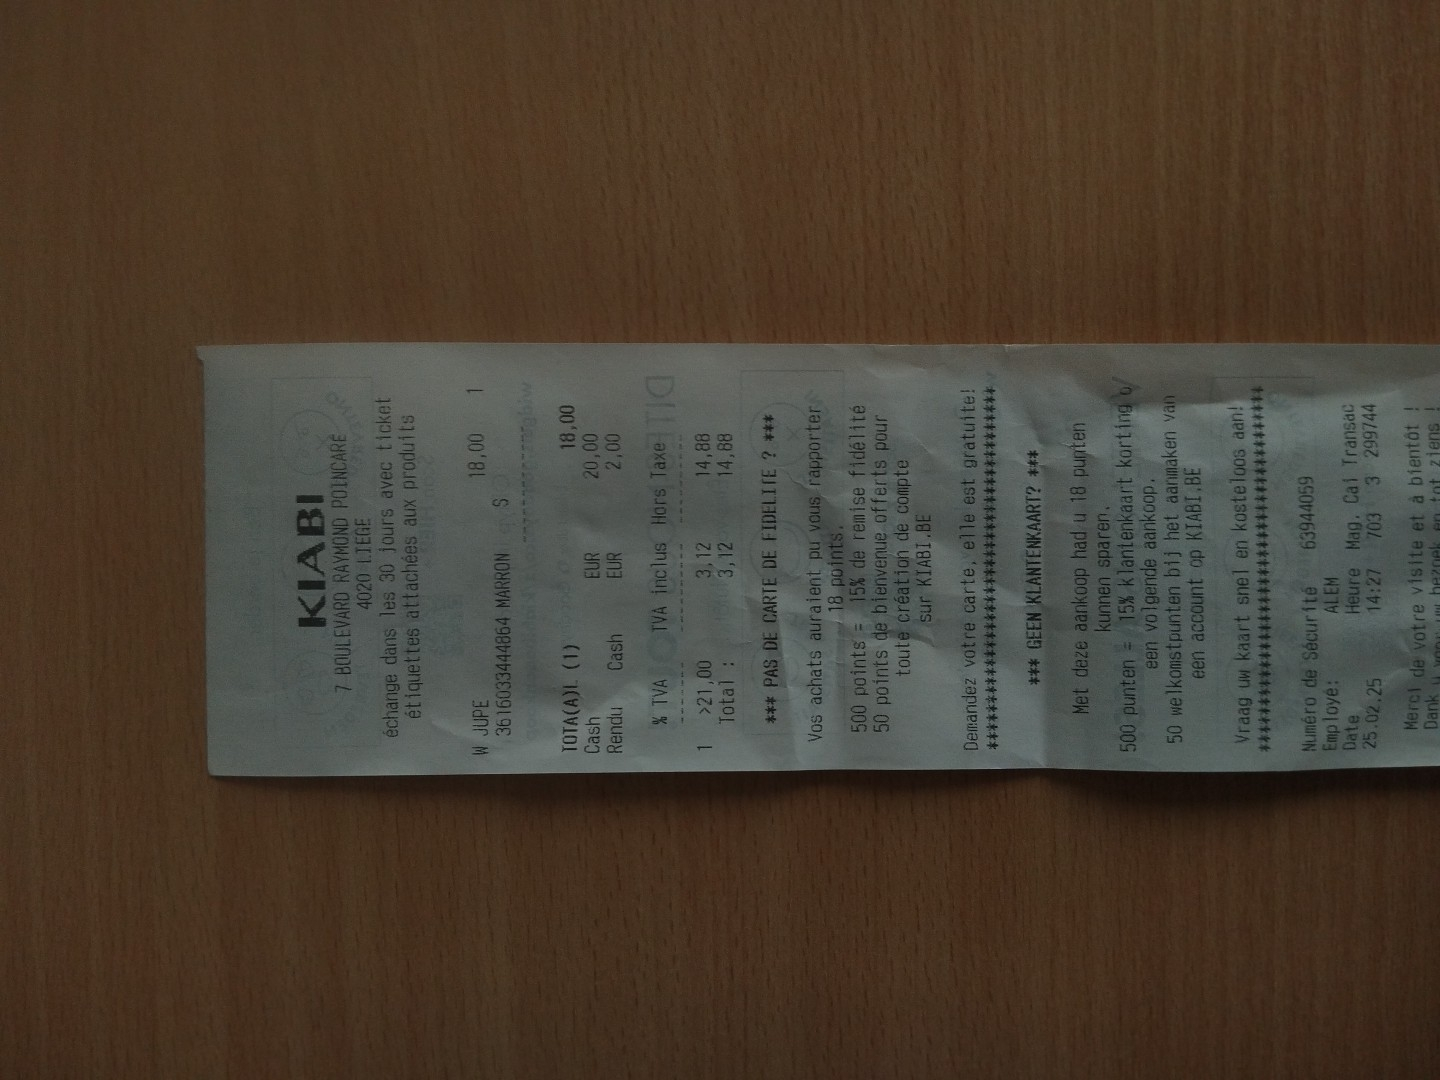 KIABI
7 BOULEVARD RAYMOND POINCARÉ
4020 LIEGE
échange dans les 30 jours avec ticket
étiquettes attachées aux produits
W JUPE 18,00 1
3616033444864 MARRON S
TOTA(A)L (1) 18,00
Cash EUR 20,00
Rendu Cash EUR 2,00
% TVA TVA inclus Hors Taxe
1 >21,00 3,12 14,88
Total : 3,12 14,88
*** PAS DE CARTE DE FIDELITE ? ***
Vos achats auraient pu vous rapporter
18 points.
500 points = 15% de remise fidélité
50 points de bienvenue offerts pour
toute création de compte
sur KIABI.BE
Demandez votre carte, elle est gratuite!
****************************************
*** GEEN KLANTENKAART? ***
Met deze aankoop had u 18 punten
kunnen sparen.
500 punten = 15% klantenkaart korting
een volgende aankoop.
50 welkomstpunten bij het aanmaken van
een account op KIABI.BE
Vraag uw kaart snel en kosteloos aan!
****************************************
Numéro de Sécurité 63944059
Employé: ALEM
Date Heure Mag. Cai Transac
25.02.25 14:27 703 3 299744
Merci de votre visite et à bientôt !
Dank u voor uw bezoek en tot ziens !